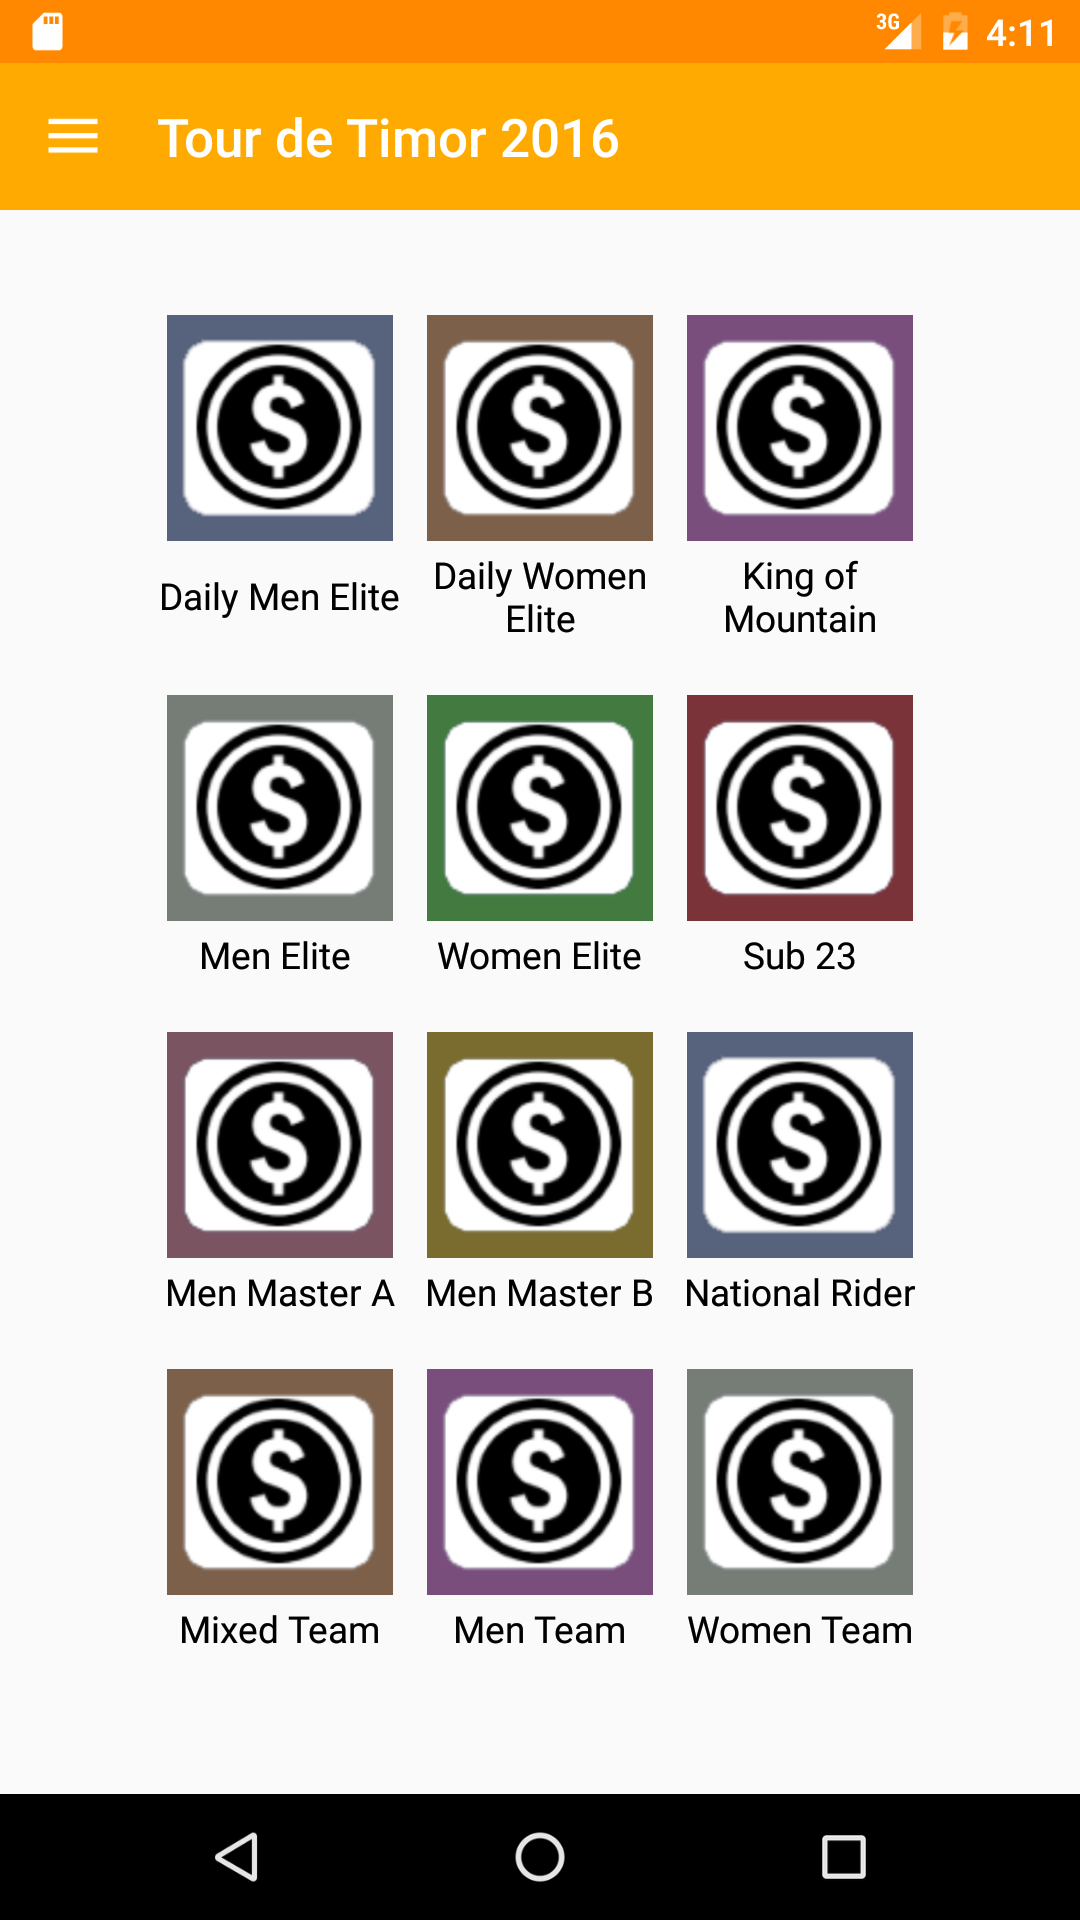 3G 4:11
Tour de Timor 2016
$ $ $
Daily Men Elite
Daily Women
Elite
King of
Mountain
$ $ $
Men Elite
Women Elite
Sub 23
$ $ $
Men Master A
Men Master B
National Rider
$ $ $
Mixed Team
Men Team
Women Team